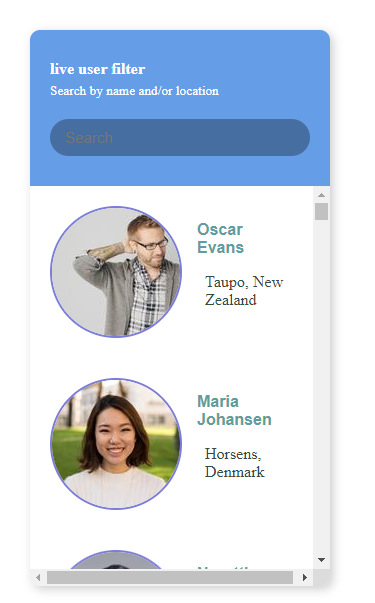 live user filter
Search by name and/or location
Search
Oscar
Evans
Taupo, New
Zealand
Maria
Johansen
Horsens,
Denmark